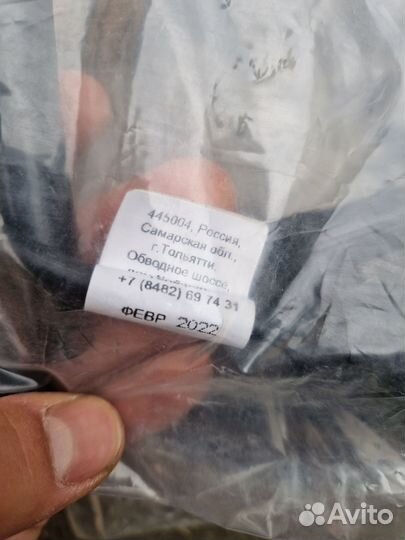 445004, Россия,
Самарская обл.,
г. Тольятти,
Обводное шоссе,
+7 (8482) 69 74 31
ФЕВР 2022
Avito